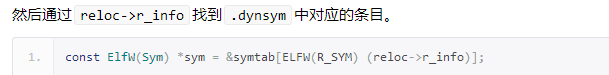 然后通过 reloc->r_info 找到 .dynsym 中对应的条目。
1. const ElfW(Sym) *sym = &symtab[ELFW(R_SYM) (reloc->r_info)];